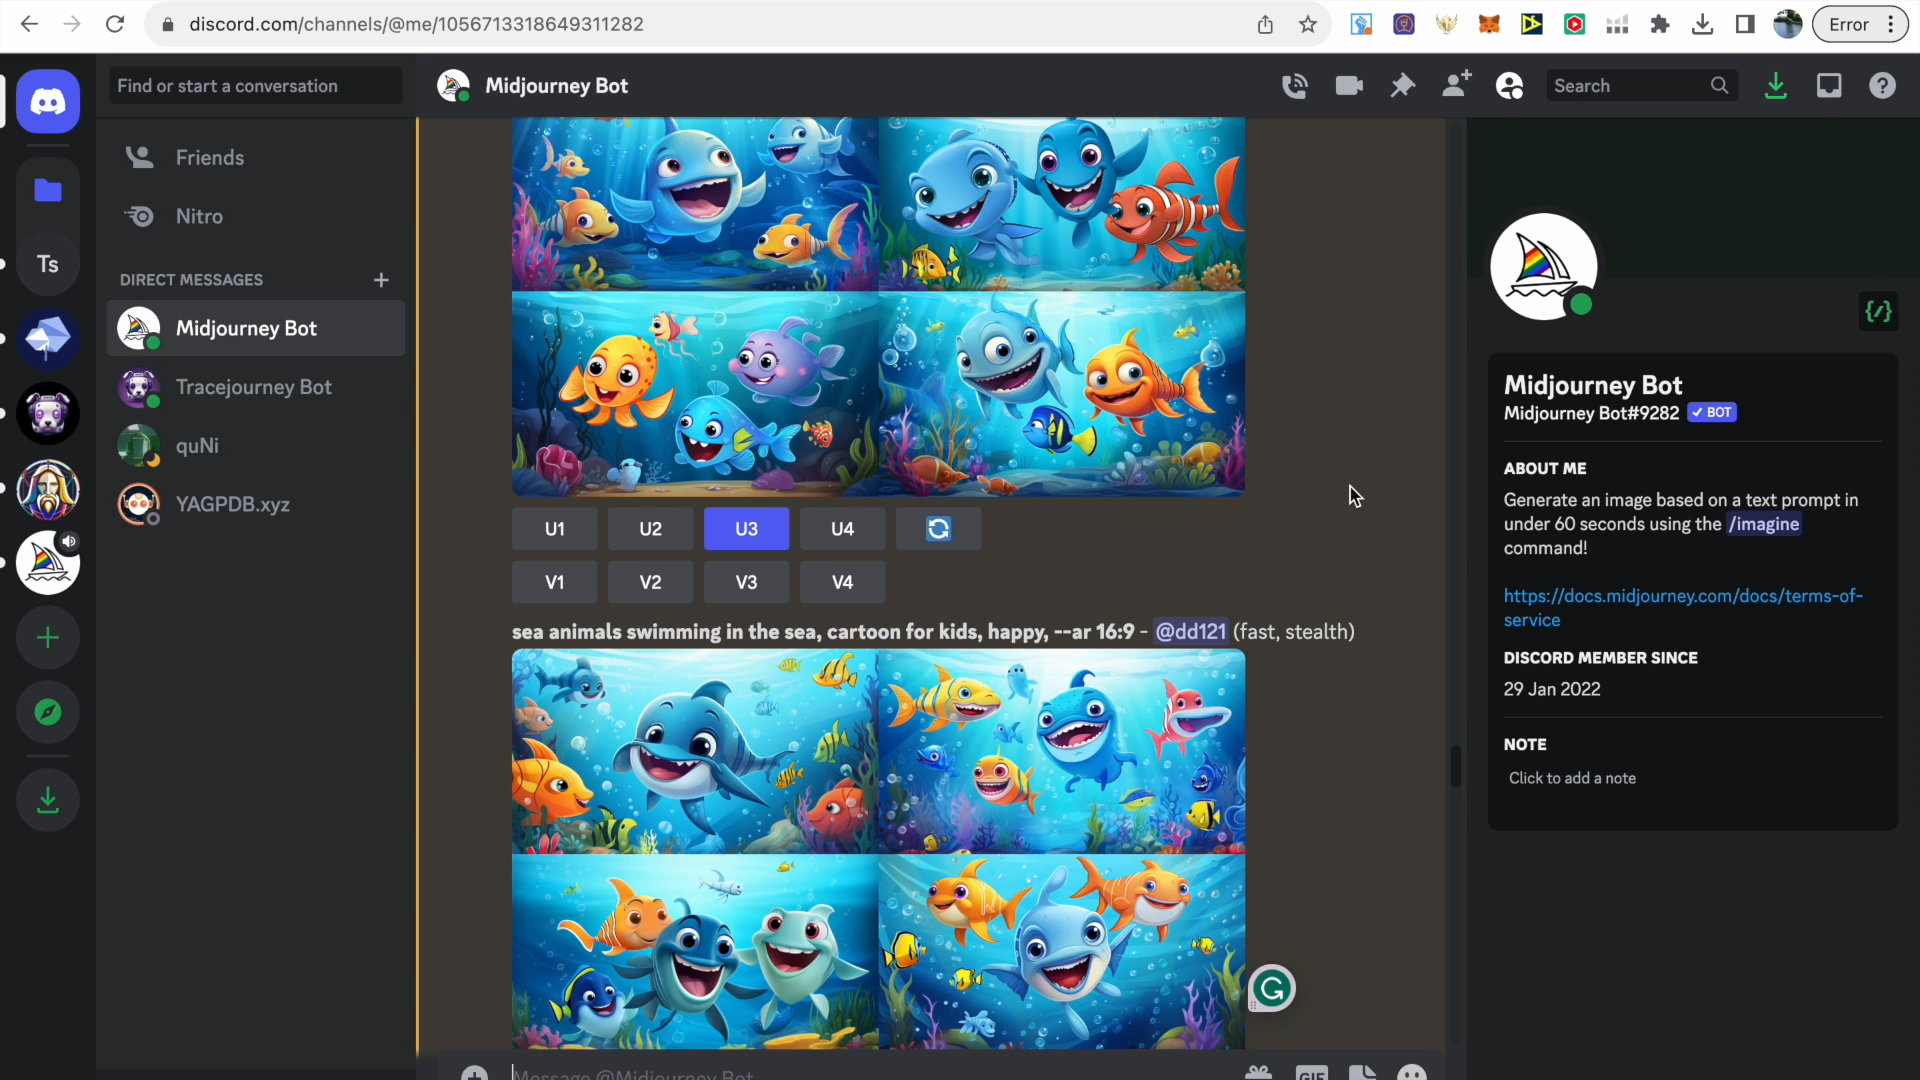 discord.com/channels/@me/1056713318649311282
Error
Find or start a conversation
Midjourney Bot
Search
Friends
Nitro
Ts
DIRECT MESSAGES
Midjourney Bot
Tracejourney Bot
quNi
YAGPDB.xyz
U1 U2 U3 U4
V1 V2 V3 V4
sea animals swimming in the sea, cartoon for kids, happy, --ar 16:9 - @dd121 (fast, stealth)
Message @Midjourney Bot
GIF
Midjourney Bot
Midjourney Bot#9282 BOT
ABOUT ME
Generate an image based on a text prompt in
under 60 seconds using the /imagine
command!
https://docs.midjourney.com/docs/terms-of-
service
DISCORD MEMBER SINCE
29 Jan 2022
NOTE
Click to add a note